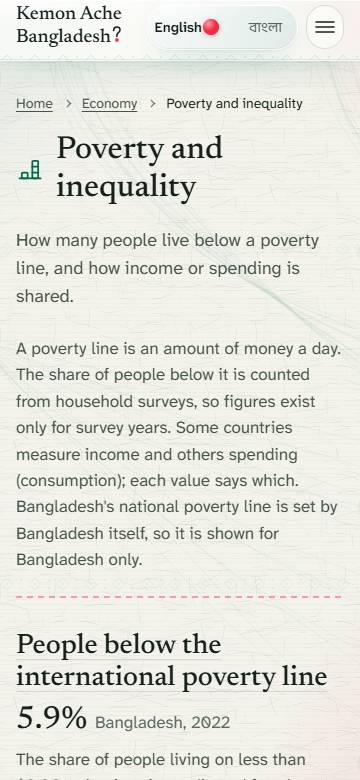 Kemon Ache
Bangladesh?
English
বাংলা
Home > Economy > Poverty and inequality
Poverty and
inequality
How many people live below a poverty
line, and how income or spending is
shared.
A poverty line is an amount of money a day.
The share of people below it is counted
from household surveys, so figures exist
only for survey years. Some countries
measure income and others spending
(consumption); each value says which.
Bangladesh's national poverty line is set by
Bangladesh itself, so it is shown for
Bangladesh only.
People below the
international poverty line
5.9% Bangladesh, 2022
The share of people living on less than